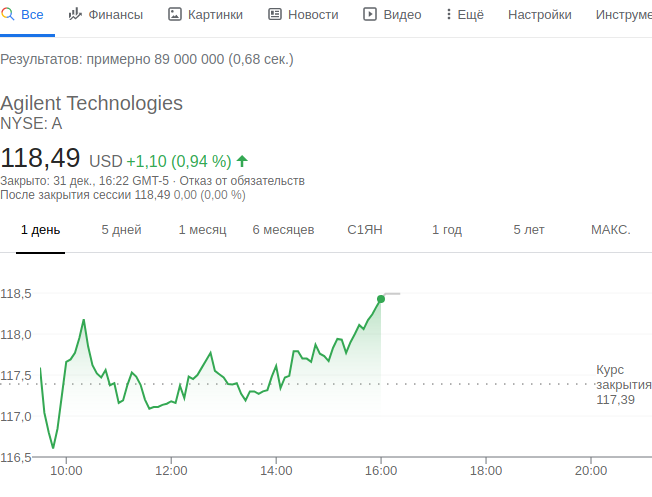 Все Финансы Картинки Новости Видео Ещё Настройки Инструме
Результатов: примерно 89 000 000 (0,68 сек.)
Agilent Technologies
NYSE: A
118,49 USD +1,10 (0,94 %)
Закрыто: 31 дек., 16:22 GMT-5 · Отказ от обязательств
После закрытия сессии 118,49 0,00 (0,00 %)
1 день 5 дней 1 месяц 6 месяцев С1ЯН 1 год 5 лет МАКС.
118,5
118,0
117,5
117,0
116,5
Курс
закрытия
117,39
10:00 12:00 14:00 16:00 18:00 20:00